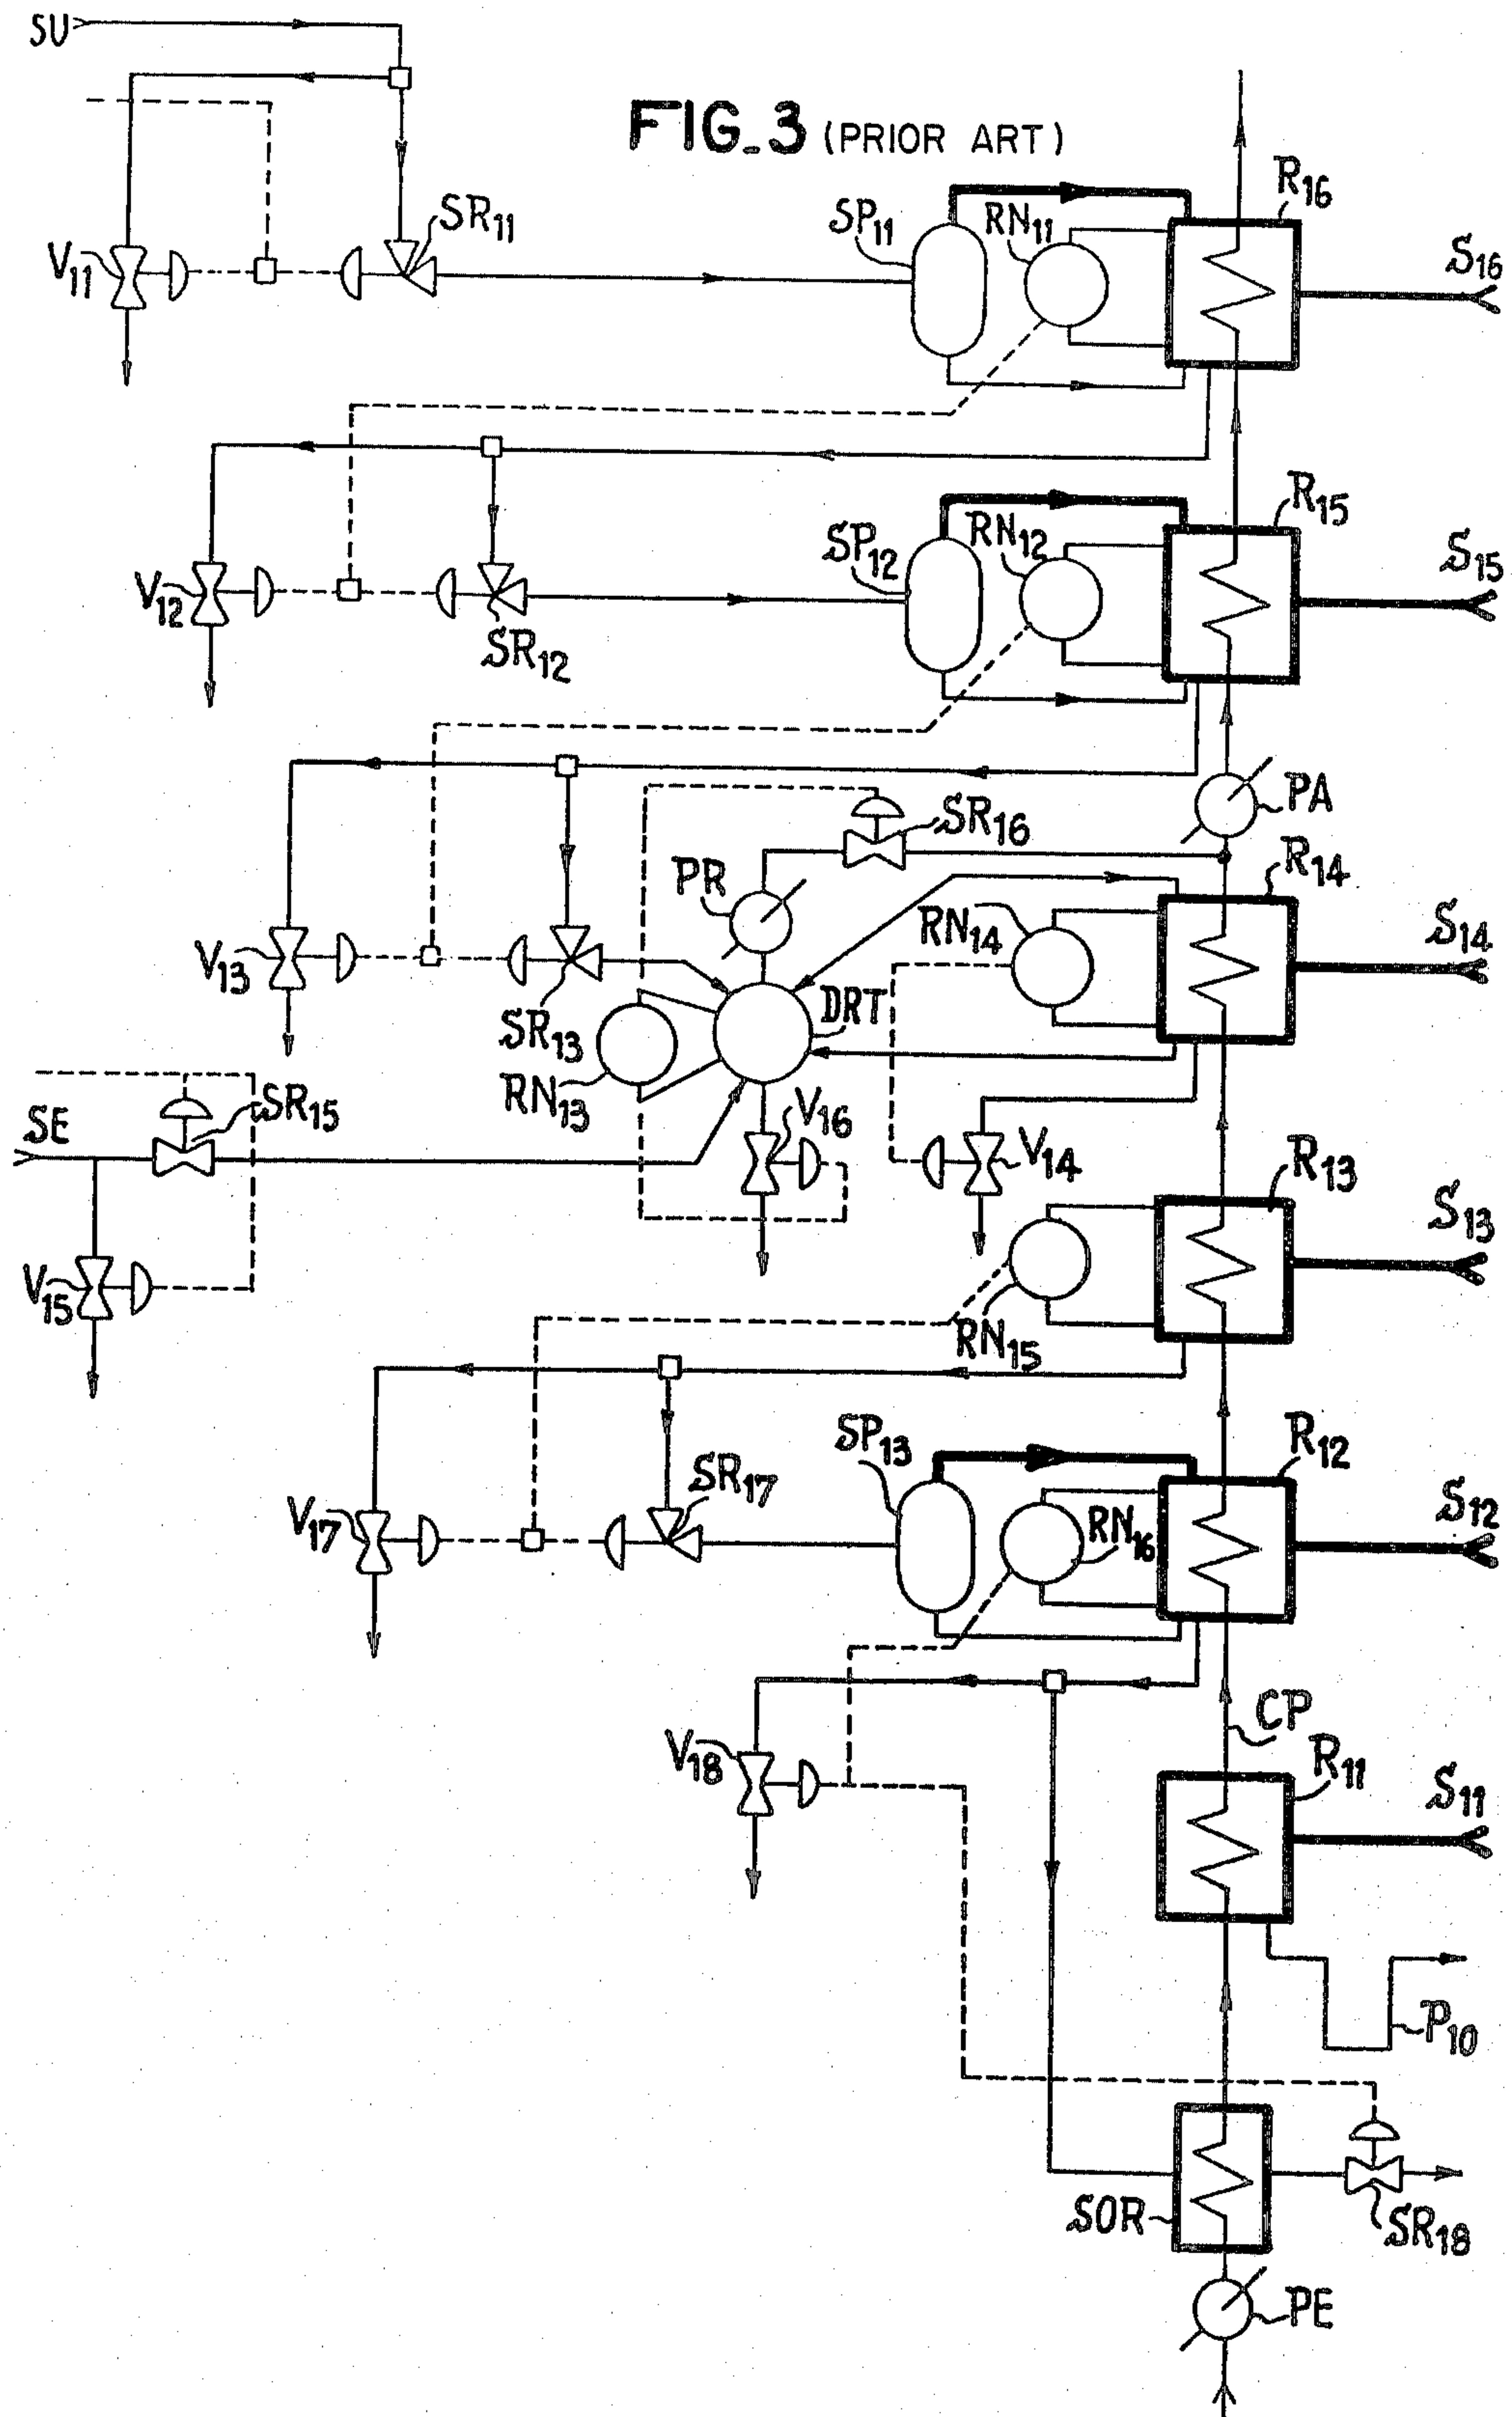 SU
FIG. 3 (PRIOR ART)
R16
SR11
SP11
RN11
V11
S16
R15
SP12
RN12
S15
V12
SR12
PA
SR16
PR
R14
RN14
S14
V13
SR13
DRT
RN13
SR15
SE
V16
V14
R13
S13
V15
RN15
SP13
R12
SR17
V17
RN16
S12
CP
V18
R11
S11
P10
SOR
SR18
PE